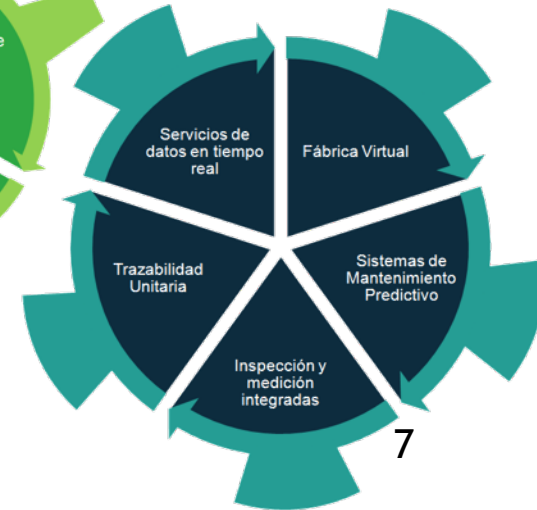 e
Servicios de
datos en tiempo
real
Fábrica Virtual
Sistemas de
Mantenimiento
Predictivo
Inspección y
medición
integradas
Trazabilidad
Unitaria
7